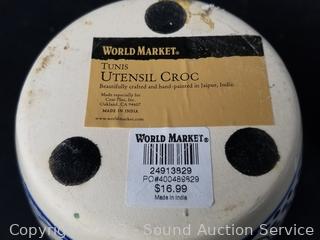 WORLD MARKET®
TUNIS
UTENSIL CROC
Beautifully crafted and hand-painted in Jaipur, India.
Made especially for
Cost Plus, Inc.
Oakland, CA 94607
MADE IN INDIA
www.worldmarket.com
WORLD MARKET®
24913829
PO#400489829
$16.99
Made in India
Sound Auction Service